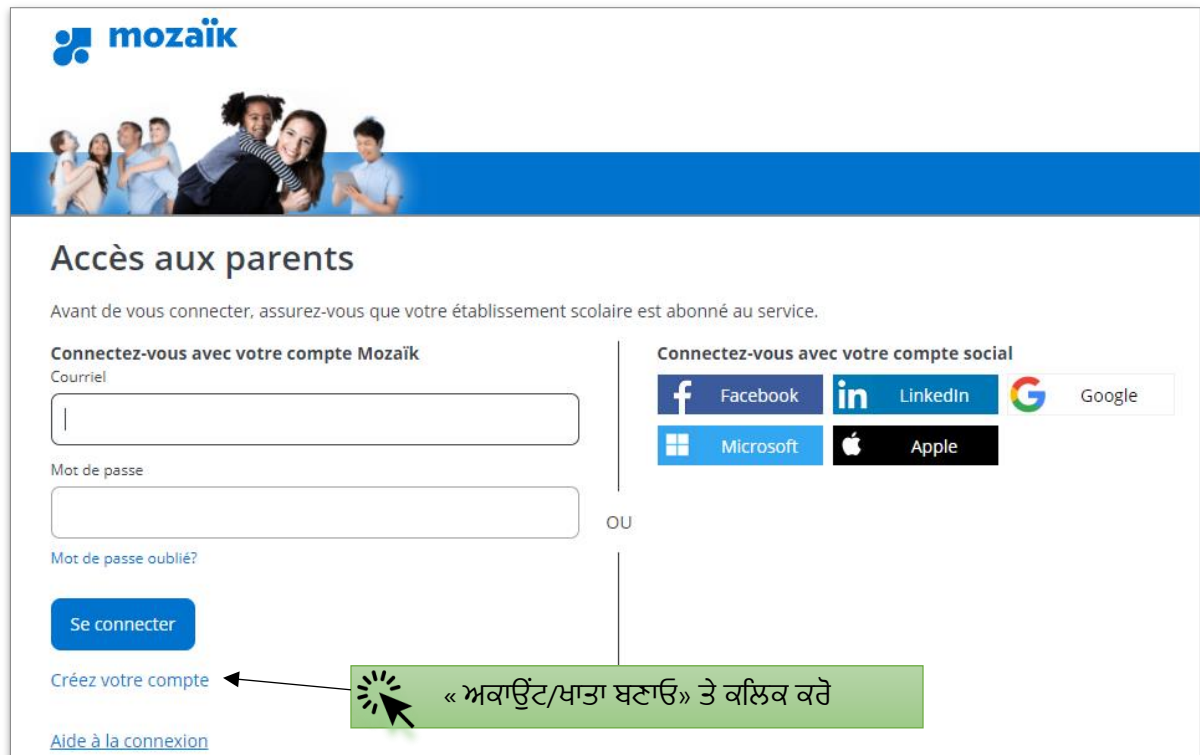 mozaïk
Accès aux parents
Avant de vous connecter, assurez-vous que votre établissement scolaire est abonné au service.
Connectez-vous avec votre compte Mozaïk
Courriel
Mot de passe
Mot de passe oublié?
Se connecter
Créez votre compte
Aide à la connexion
OU
Connectez-vous avec votre compte social
Facebook
LinkedIn
Google
Microsoft
Apple
« ਅਕਾਉਂਟ/ਖਾਤਾ ਬਣਾਓ» ਤੇ ਕਲਿਕ ਕਰੋ